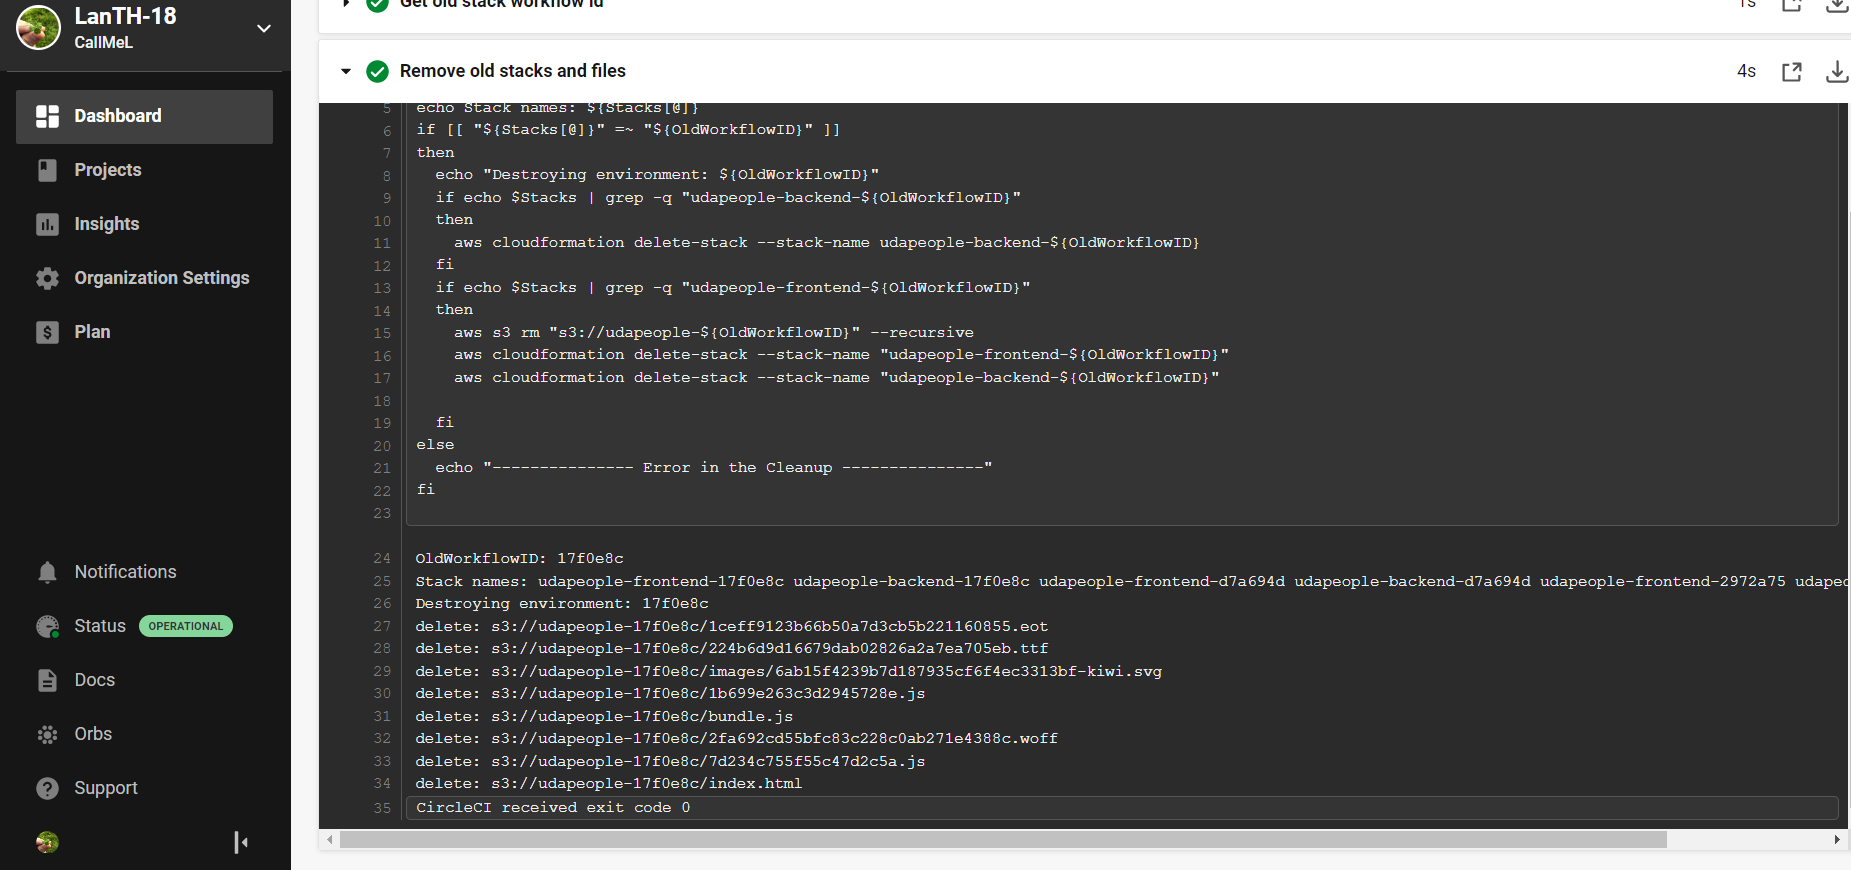 LanTH-18
CallMeL
Dashboard
Projects
Insights
Organization Settings
Plan
Notifications
Status OPERATIONAL
Docs
Orbs
Support
Get old stack workflow id 1s
Remove old stacks and files 4s
5 echo Stack names: ${Stacks[@]}
6 if [[ "${Stacks[@]}" =~ "${OldWorkflowID}" ]]
7 then
8 echo "Destroying environment: ${OldWorkflowID}"
9 if echo $Stacks | grep -q "udapeople-backend-${OldWorkflowID}"
10 then
11 aws cloudformation delete-stack --stack-name udapeople-backend-${OldWorkflowID}
12 fi
13 if echo $Stacks | grep -q "udapeople-frontend-${OldWorkflowID}"
14 then
15 aws s3 rm "s3://udapeople-${OldWorkflowID}" --recursive
16 aws cloudformation delete-stack --stack-name "udapeople-frontend-${OldWorkflowID}"
17 aws cloudformation delete-stack --stack-name "udapeople-backend-${OldWorkflowID}"
18
19 fi
20 else
21 echo "--------------- Error in the Cleanup ---------------"
22 fi
23
24 OldWorkflowID: 17f0e8c
25 Stack names: udapeople-frontend-17f0e8c udapeople-backend-17f0e8c udapeople-frontend-d7a694d udapeople-backend-d7a694d udapeople-frontend-2972a75 udapeo
26 Destroying environment: 17f0e8c
27 delete: s3://udapeople-17f0e8c/1ceff9123b66b50a7d3cb5b221160855.eot
28 delete: s3://udapeople-17f0e8c/224b6d9d16679dab02826a2a7ea705eb.ttf
29 delete: s3://udapeople-17f0e8c/images/6ab15f4239b7d187935cf6f4ec3313bf-kiwi.svg
30 delete: s3://udapeople-17f0e8c/1b699e263c3d2945728e.js
31 delete: s3://udapeople-17f0e8c/bundle.js
32 delete: s3://udapeople-17f0e8c/2fa692cd55bfc83c228c0ab271e4388c.woff
33 delete: s3://udapeople-17f0e8c/7d234c755f55c47d2c5a.js
34 delete: s3://udapeople-17f0e8c/index.html
35 CircleCI received exit code 0